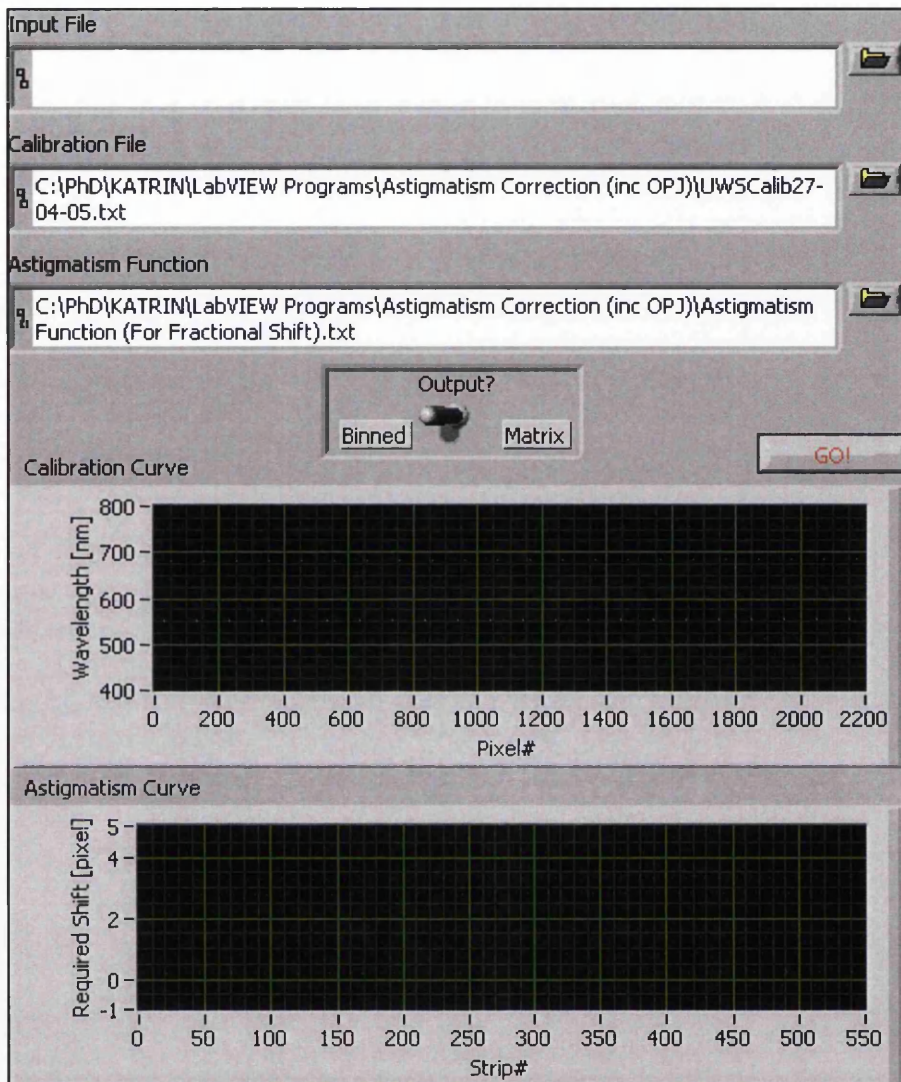 Input File
Calibration File
C:\PhD\KATRIN\LabVIEW Programs\Astigmatism Correction (inc OPJ)\UWSCalib27-
04-05.txt
Astigmatism Function
C:\PhD\KATRIN\LabVIEW Programs\Astigmatism Correction (inc OPJ)\Astigmatism
Function (For Fractional Shift).txt
Output?
Binned
Matrix
GO!
Calibration Curve
Wavelength [nm]
800
700
600
500
400
0 200 400 600 800 1000 1200 1400 1600 1800 2000 2200
Pixel#
Astigmatism Curve
Required Shift [pixel]
5
4
2
0
-1
0 50 100 150 200 250 300 350 400 450 500 550
Strip#